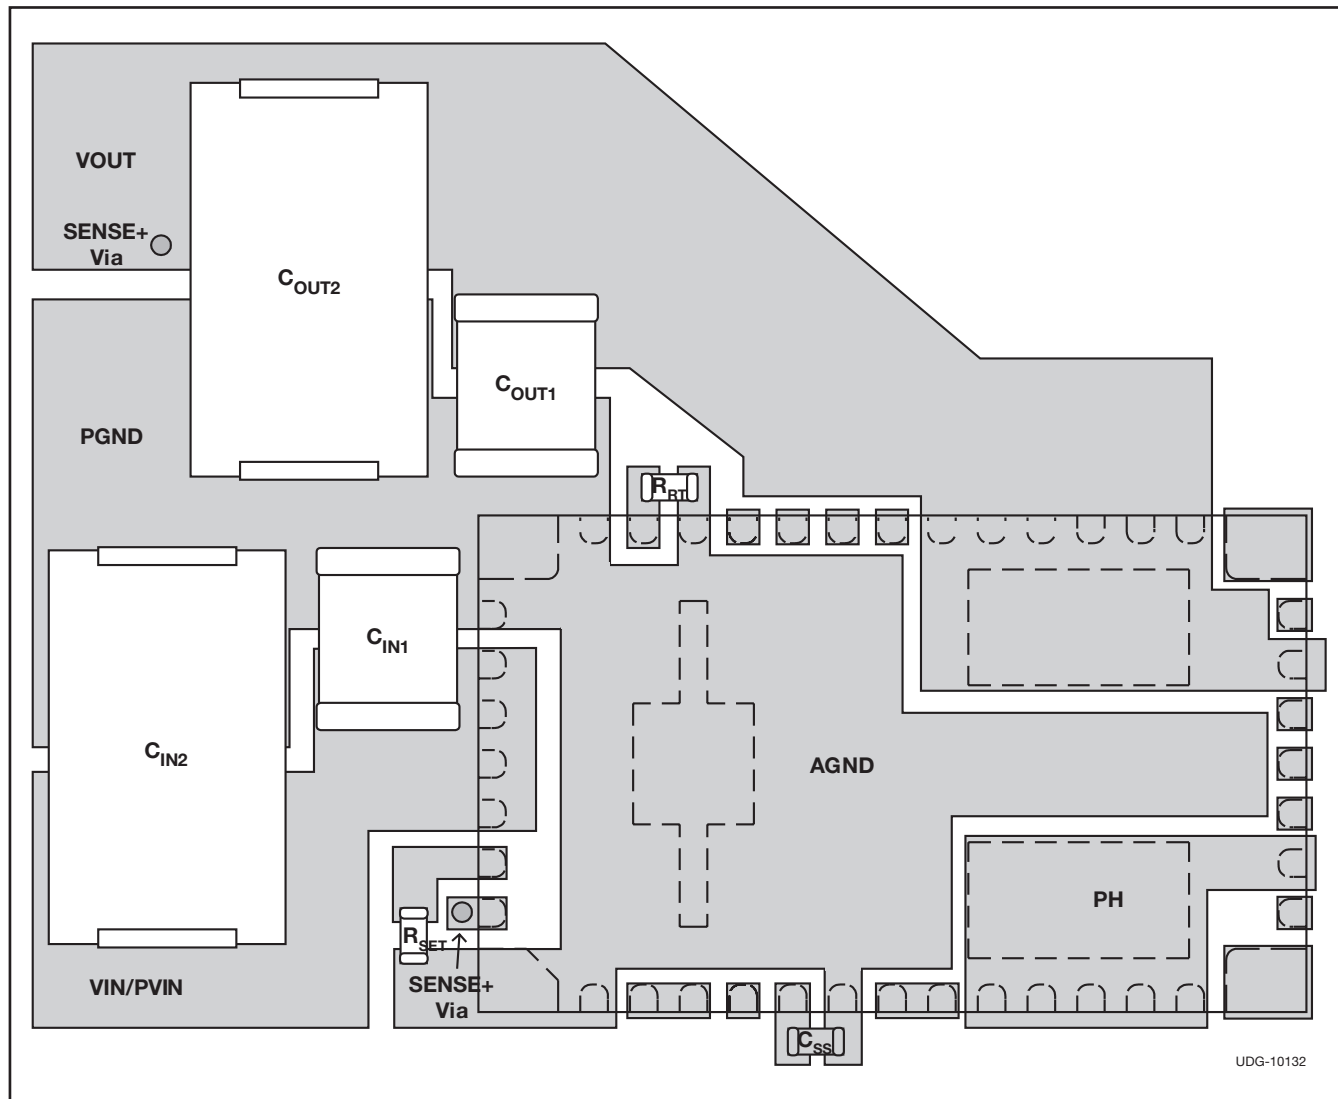 VOUT
SENSE+
Via
COUT2
COUT1
PGND
RRT
CIN1
CIN2
AGND
PH
RSET
VIN/PVIN
SENSE+
Via
CSS
UDG-10132